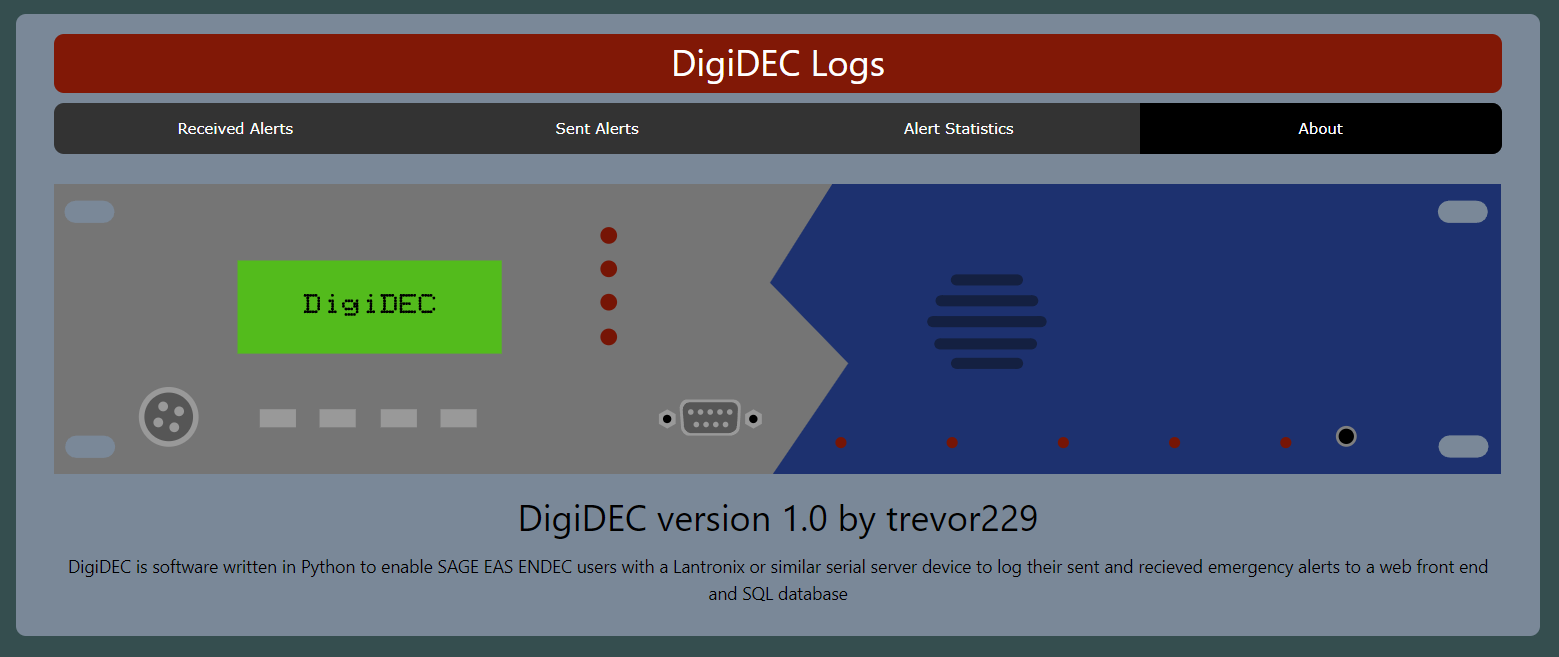 DigiDEC Logs
Received Alerts
Sent Alerts
Alert Statistics
About
DigiDEC
DigiDEC version 1.0 by trevor229
DigiDEC is software written in Python to enable SAGE EAS ENDEC users with a Lantronix or similar serial server device to log their sent and recieved emergency alerts to a web front end
and SQL database